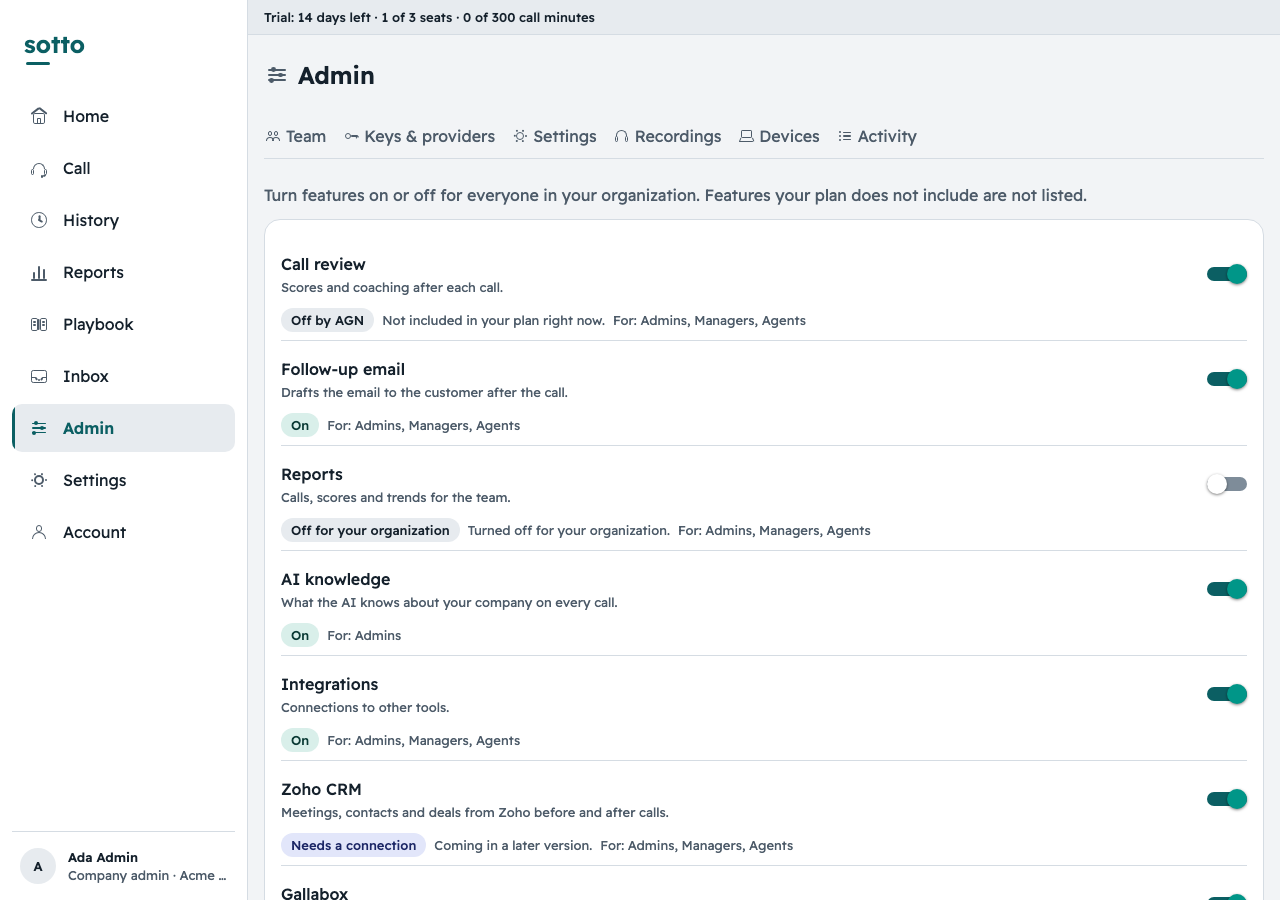 Trial: 14 days left · 1 of 3 seats · 0 of 300 call minutes
sotto
Home
Call
History
Reports
Playbook
Inbox
Admin
Settings
Account
A
Ada Admin
Company admin · Acme ...
Admin
Team
Keys & providers
Settings
Recordings
Devices
Activity
Turn features on or off for everyone in your organization. Features your plan does not include are not listed.
Call review
Scores and coaching after each call.
Off by AGN Not included in your plan right now. For: Admins, Managers, Agents
Follow-up email
Drafts the email to the customer after the call.
On For: Admins, Managers, Agents
Reports
Calls, scores and trends for the team.
Off for your organization Turned off for your organization. For: Admins, Managers, Agents
AI knowledge
What the AI knows about your company on every call.
On For: Admins
Integrations
Connections to other tools.
On For: Admins, Managers, Agents
Zoho CRM
Meetings, contacts and deals from Zoho before and after calls.
Needs a connection Coming in a later version. For: Admins, Managers, Agents
Gallabox